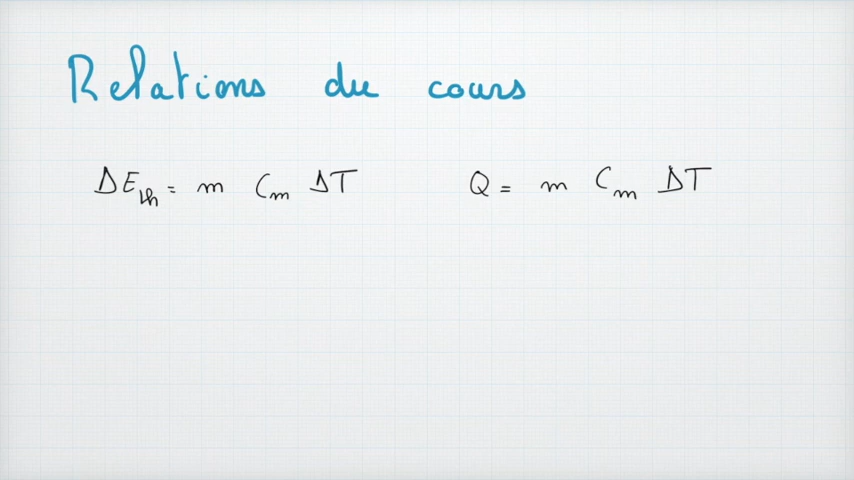 Relations du cours
ΔE_th = m C_m ΔT Q = m C_m ΔT